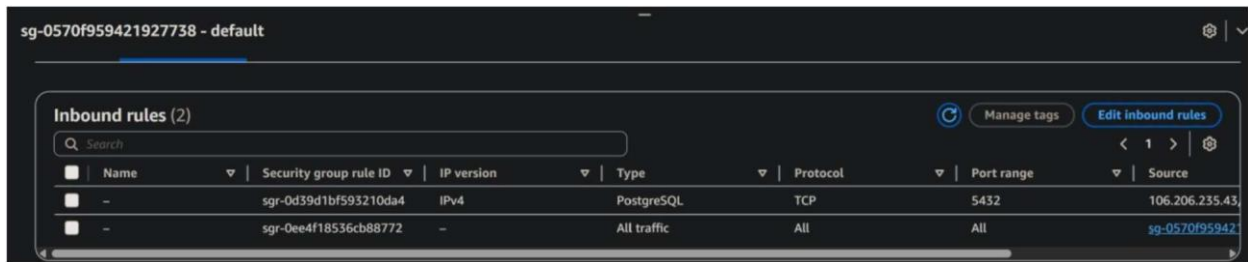 sg-0570f959421927738 - default
Inbound rules (2)
Manage tags
Edit inbound rules
Search
1
Name Security group rule ID IP version Type Protocol Port range Source
– sgr-0d39d1bf593210da4 IPv4 PostgreSQL TCP 5432 106.206.235.43/
– sgr-0ee4f18536cb88772 – All traffic All All sg-0570f959421